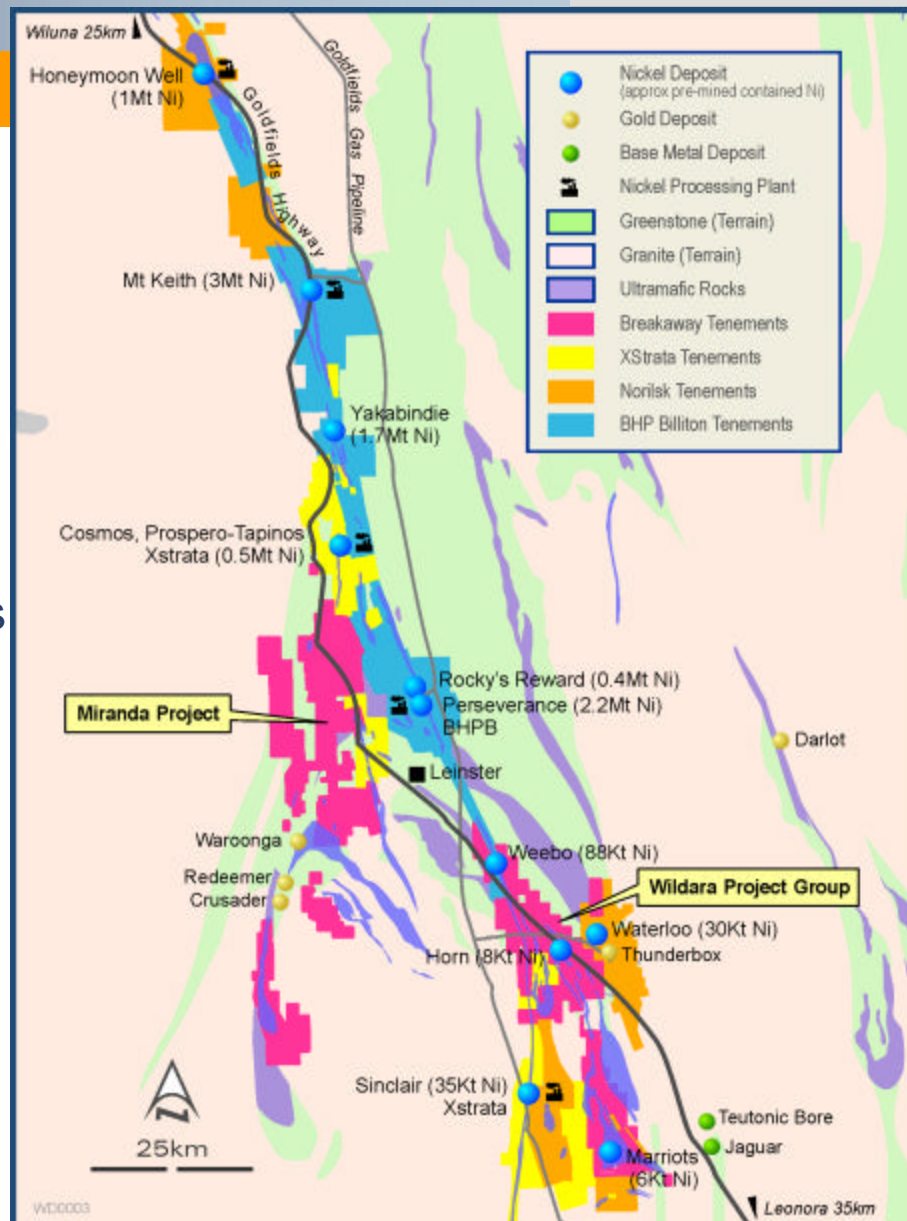 Wiluna 25km
Honeymoon Well
(1Mt Ni)
Goldfields Highway
Goldfields Gas Pipeline
Nickel Deposit
(approx pre-mined contained Ni)
Gold Deposit
Base Metal Deposit
Nickel Processing Plant
Greenstone (Terrain)
Granite (Terrain)
Ultramafic Rocks
Breakaway Tenements
XStrata Tenements
Norilsk Tenements
BHP Billiton Tenements
Mt Keith (3Mt Ni)
Yakabindie
(1.7Mt Ni)
Cosmos, Prospero-Tapinos
Xstrata (0.5Mt Ni)
s
Rocky's Reward (0.4Mt Ni)
Perseverance (2.2Mt Ni)
BHPB
Miranda Project
Darlot
Leinster
Waroonga
Weebo (88Kt Ni)
Redeemer
Crusader
Wildara Project Group
Waterloo (30Kt Ni)
Horn (8Kt Ni)
Thunderbox
Sinclair (35Kt Ni)
Xstrata
Teutonic Bore
Jaguar
Marriots
(6Kt Ni)
25km
WD0003
Leonora 35km